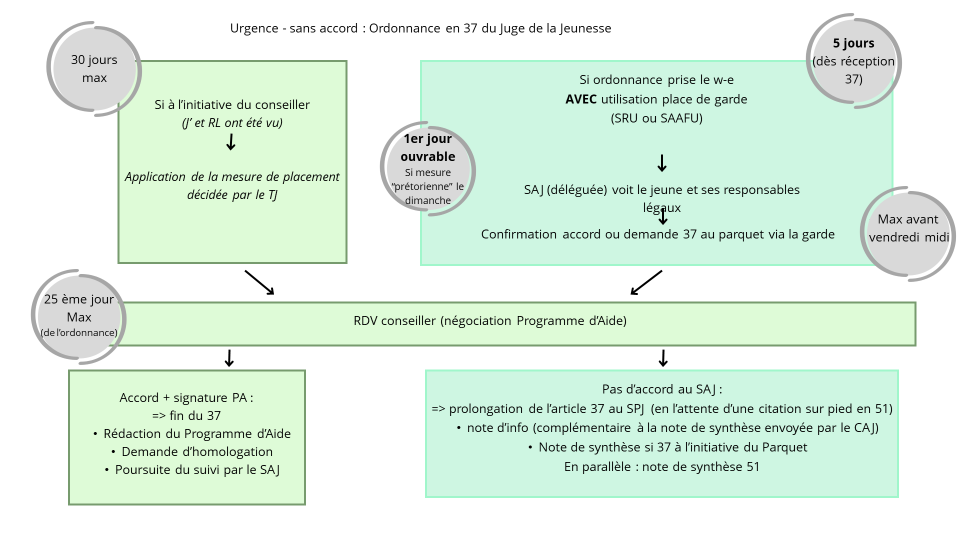 Urgence - sans accord : Ordonnance en 37 du Juge de la Jeunesse
30 jours
max
Si à l'initiative du conseiller
(J' et RL ont été vu)
Application de la mesure de placement
décidée par le TJ
5 jours
(dès réception
37)
Si ordonnance prise le w-e
AVEC utilisation place de garde
(SRU ou SAAFU)
1er jour
ouvrable
Si mesure
"prétorienne" le
dimanche
SAJ (déléguée) voit le jeune et ses responsables
légaux
Confirmation accord ou demande 37 au parquet via la garde
Max avant
vendredi midi
25 ème jour
Max
(de l'ordonnance)
RDV conseiller (négociation Programme d'Aide)
Accord + signature PA :
=> fin du 37
• Rédaction du Programme d'Aide
• Demande d'homologation
• Poursuite du suivi par le SAJ
Pas d'accord au SAJ :
=> prolongation de l'article 37 au SPJ (en l'attente d'une citation sur pied en 51)
• note d'info (complémentaire à la note de synthèse envoyée par le CAJ)
• Note de synthèse si 37 à l'initiative du Parquet
En parallèle : note de synthèse 51